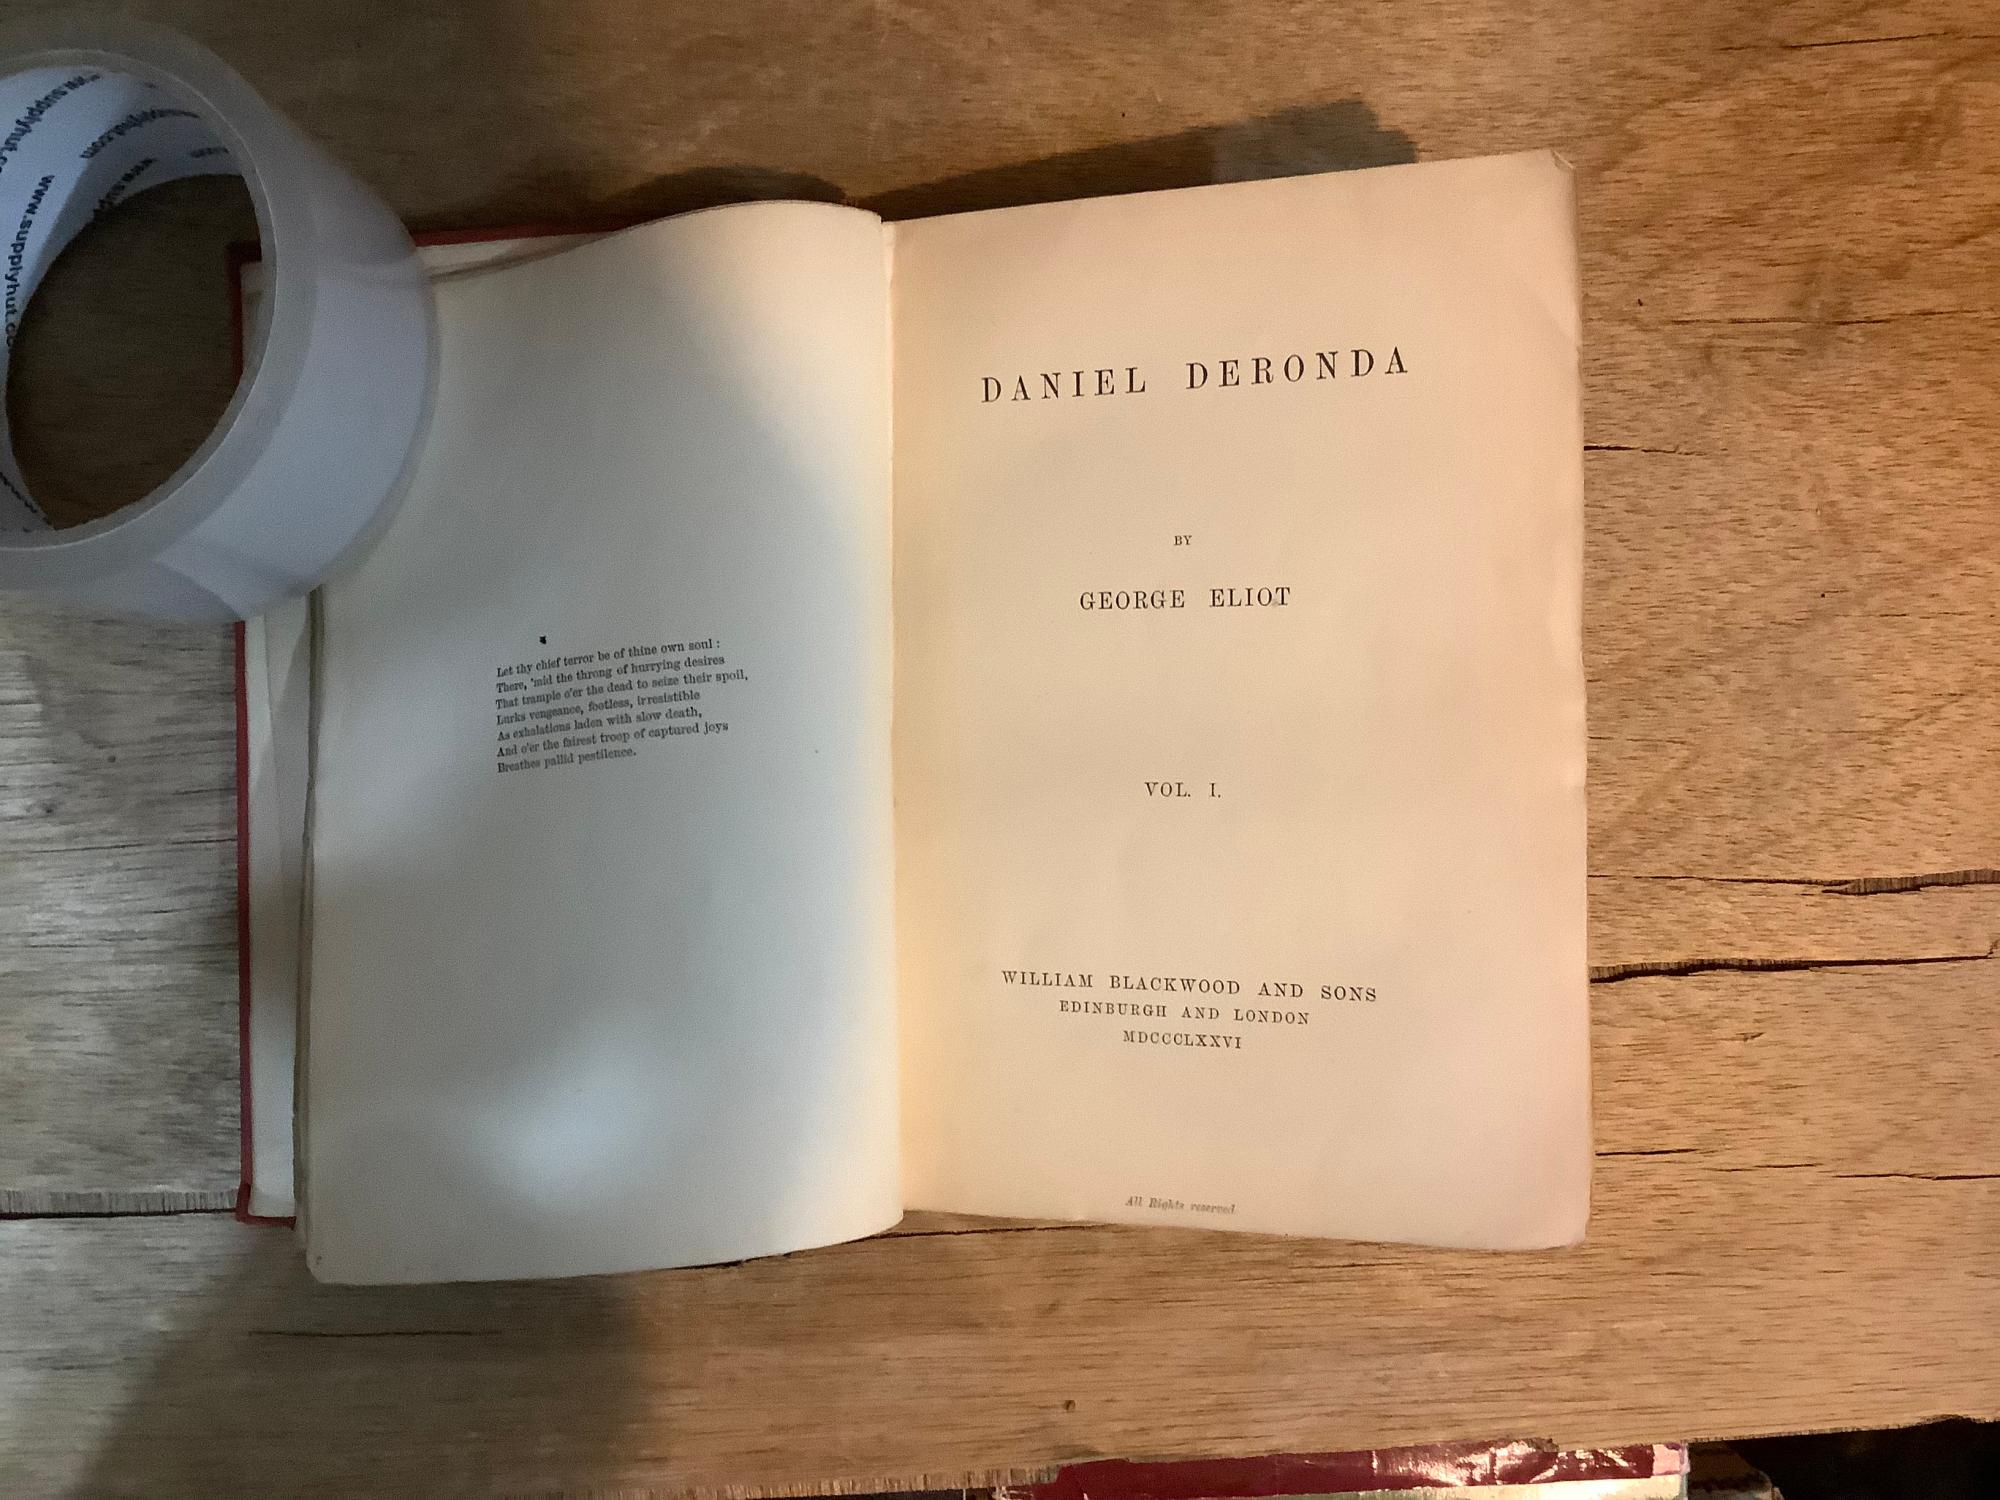 www.supplyhut.com
Let thy chief terror be of thine own soul :
There, 'mid the throng of hurrying desires
That trample o'er the dead to seize their spoil,
Lurks vengeance, footless, irresistible
As exhalations laden with slow death,
And o'er the fairest troop of captured joys
Breathes pallid pestilence.
DANIEL DERONDA
BY
GEORGE ELIOT
VOL. I.
WILLIAM BLACKWOOD AND SONS
EDINBURGH AND LONDON
MDCCCLXXVI
All Rights reserved